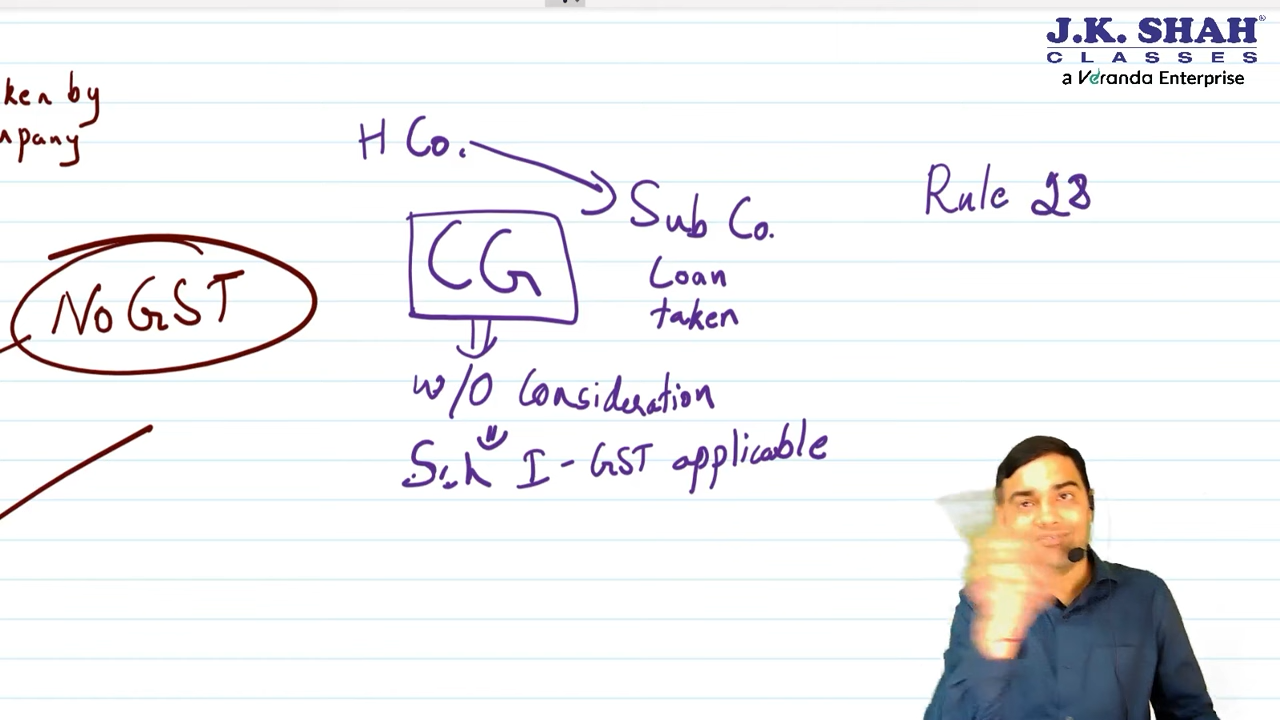 J.K. SHAH®
CLASSES
a Veranda Enterprise
ken by
mpany
No GST
H Co.
Sub Co.
Loan
taken
CG
w/o Consideration
Sch I - GST applicable
Rule 28